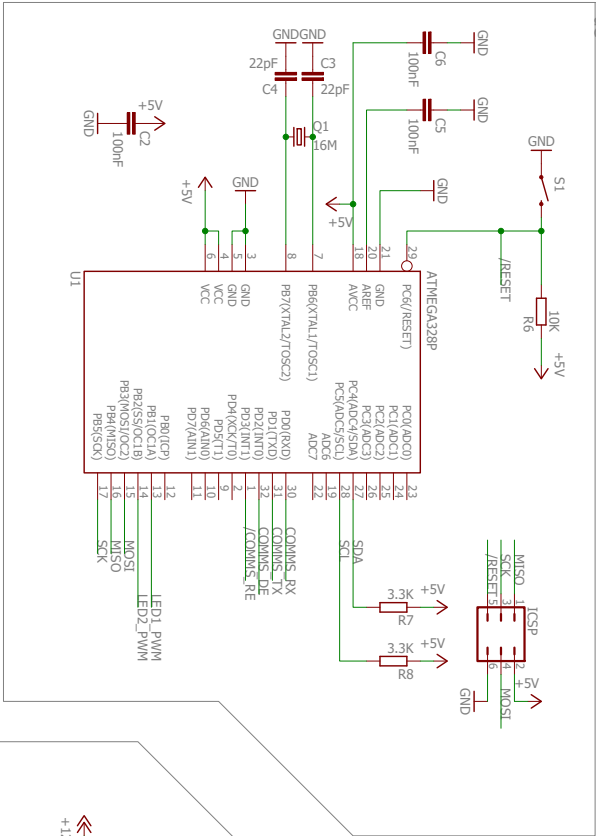 GND
GND
22pF
C4
C3
22pF
Q1
16M
C6
100nF
GND
C5
100nF
GND
+5V
C2
100nF
GND
GND
S1
/RESET
10K
R6
+5V
+5V
GND
+5V
GND
6
4
5
3
8
7
18
20
21
29
U1
ATMEGA328P
VCC
VCC
GND
GND
PB7(XTAL2/TOSC2)
PB6(XTAL1/TOSC1)
AVCC
AREF
GND
PC6(/RESET)
PB5(SCK)
PB4(MISO)
PB3(MOSI/OC2)
PB2(SS/OC1B)
PB1(OC1A)
PB0(ICP)
PD7(AIN1)
PD6(AIN0)
PD5(T1)
PD4(XCK/T0)
PD3(INT1)
PD2(INT0)
PD1(TXD)
PD0(RXD)
ADC7
ADC6
PC5(ADC5/SCL)
PC4(ADC4/SDA)
PC3(ADC3)
PC2(ADC2)
PC1(ADC1)
PC0(ADC0)
17
16
15
14
13
12
11
10
9
2
1
32
31
30
22
19
28
27
26
25
24
23
SCK
MISO
MOSI
LED2_PWM
LED1_PWM
/COMMS_RE
COMMS_DE
COMMS_TX
COMMS_RX
SCL
SDA
3.3K
+5V
R7
3.3K
+5V
R8
ICSP
MISO
SCK
/RESET
1
3
5
2
4
6
+5V
MOSI
GND